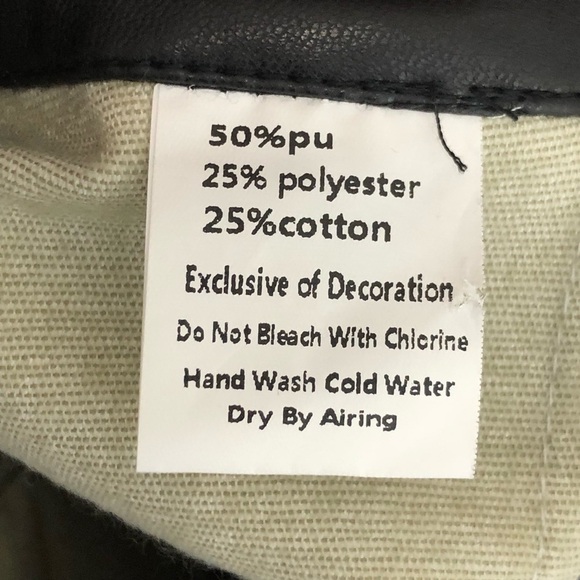 50%pu
25% polyester
25%cotton
Exclusive of Decoration
Do Not Bleach With Chlorine
Hand Wash Cold Water
Dry By Airing